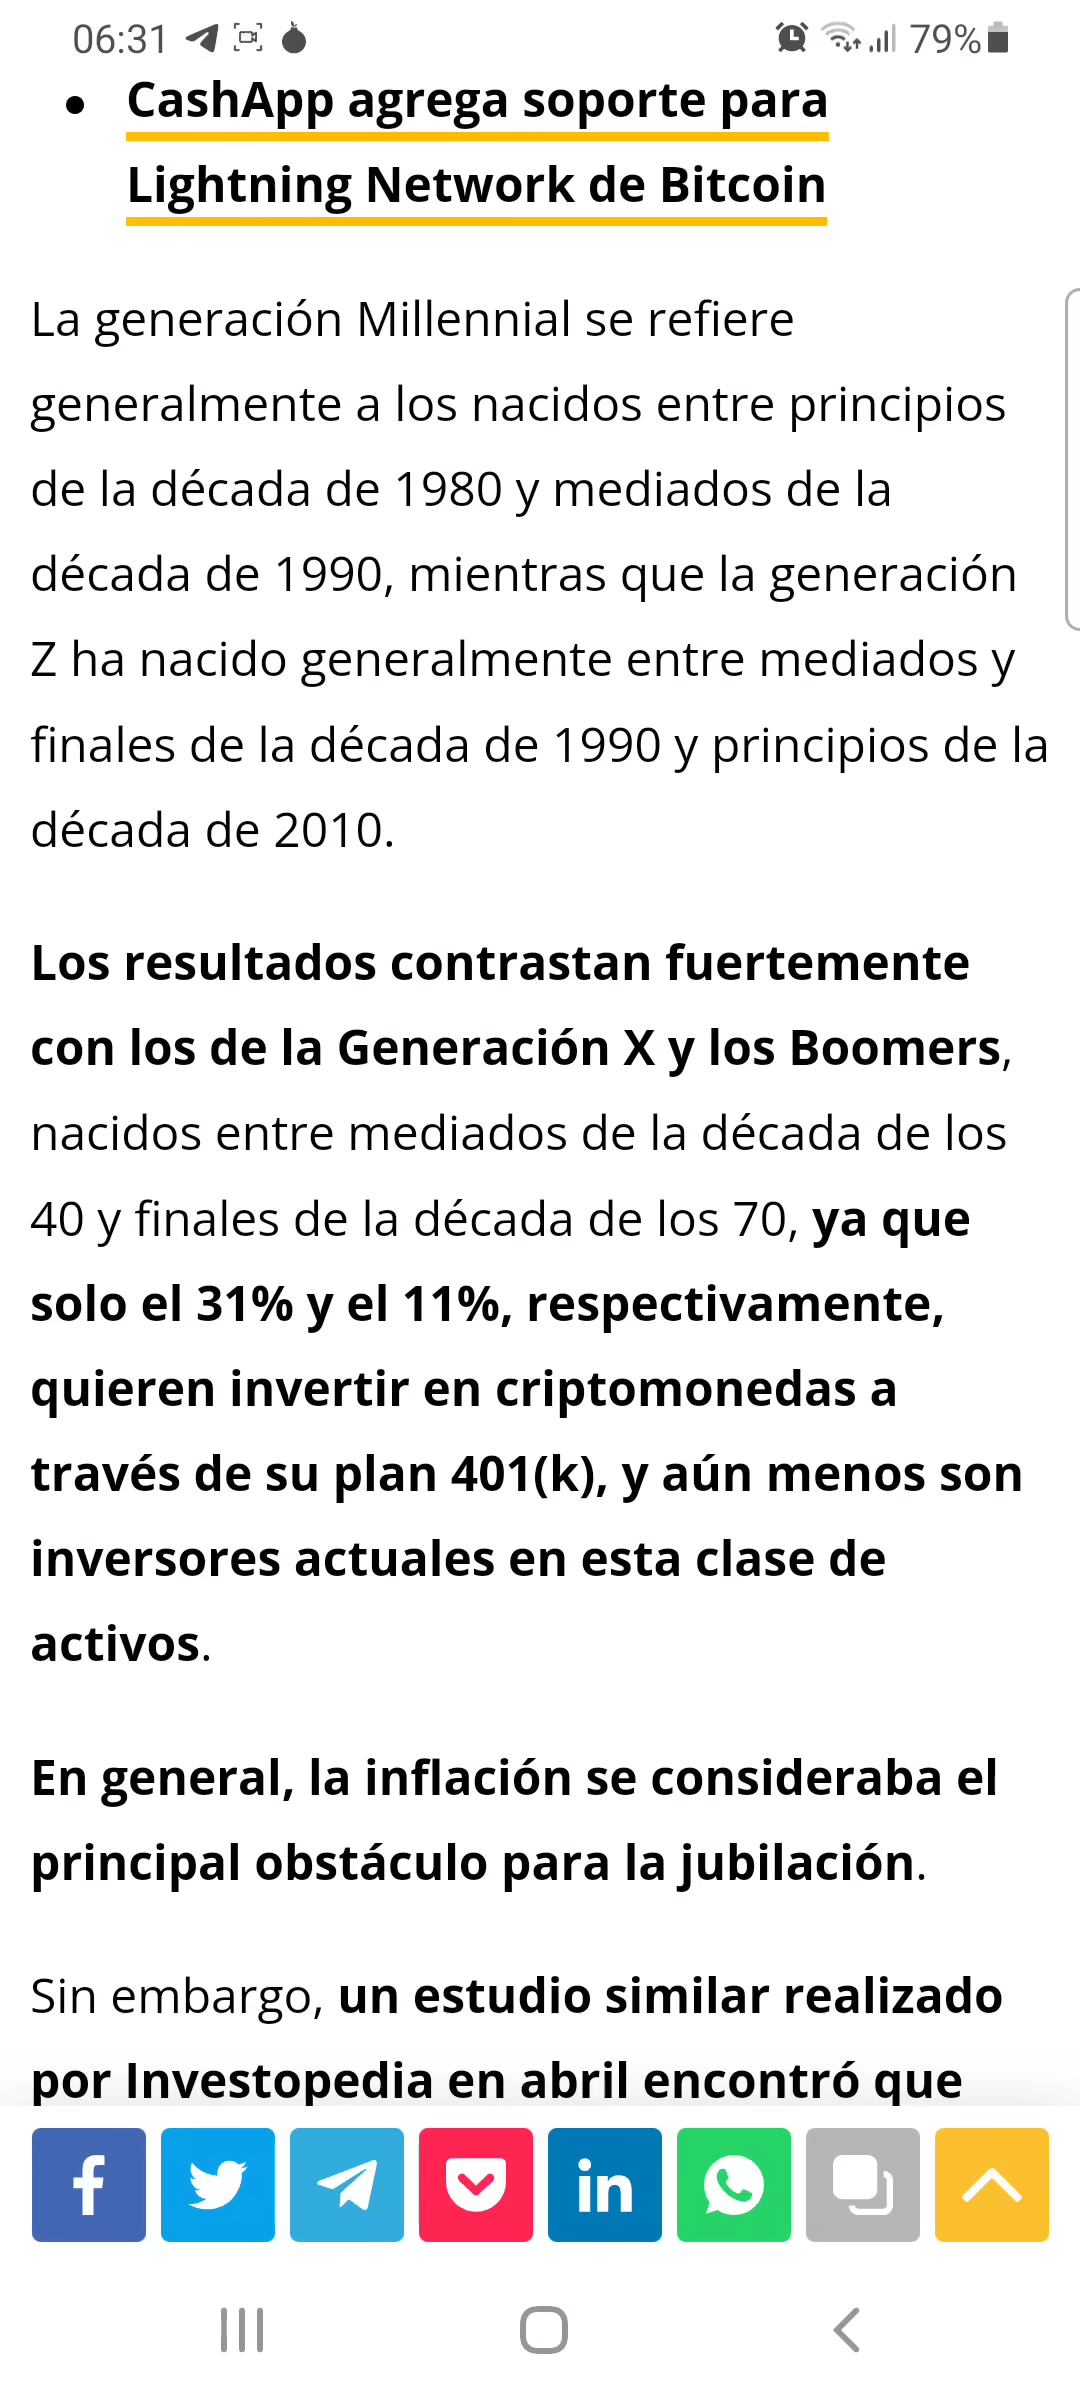 06:31
79%
CashApp agrega soporte para
Lightning Network de Bitcoin
La generación Millennial se refiere
generalmente a los nacidos entre principios
de la década de 1980 y mediados de la
década de 1990, mientras que la generación
Z ha nacido generalmente entre mediados y
finales de la década de 1990 y principios de la
década de 2010.
Los resultados contrastan fuertemente
con los de la Generación X y los Boomers,
nacidos entre mediados de la década de los
40 y finales de la década de los 70, ya que
solo el 31% y el 11%, respectivamente,
quieren invertir en criptomonedas a
través de su plan 401(k), y aún menos son
inversores actuales en esta clase de
activos.
En general, la inflación se consideraba el
principal obstáculo para la jubilación.
Sin embargo, un estudio similar realizado
por Investopedia en abril encontró que